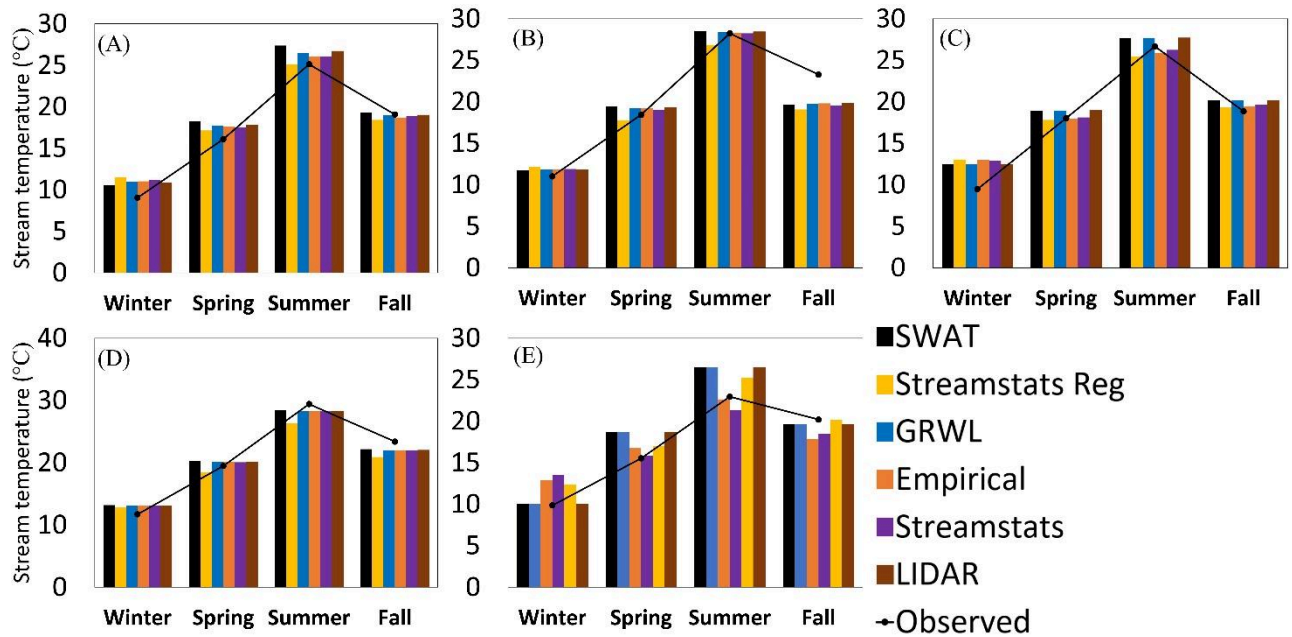 Stream temperature (°C)
30
25
20
15
10
5
0
(A)
Winter Spring Summer Fall
30
25
20
15
10
5
0
(B)
Winter Spring Summer Fall
30
25
20
15
10
5
0
(C)
Winter Spring Summer Fall
Stream temperature (°C)
40
30
20
10
0
(D)
Winter Spring Summer Fall
30
25
20
15
10
5
0
(E)
Winter Spring Summer Fall
SWAT
Streamstats Reg
GRWL
Empirical
Streamstats
LIDAR
Observed